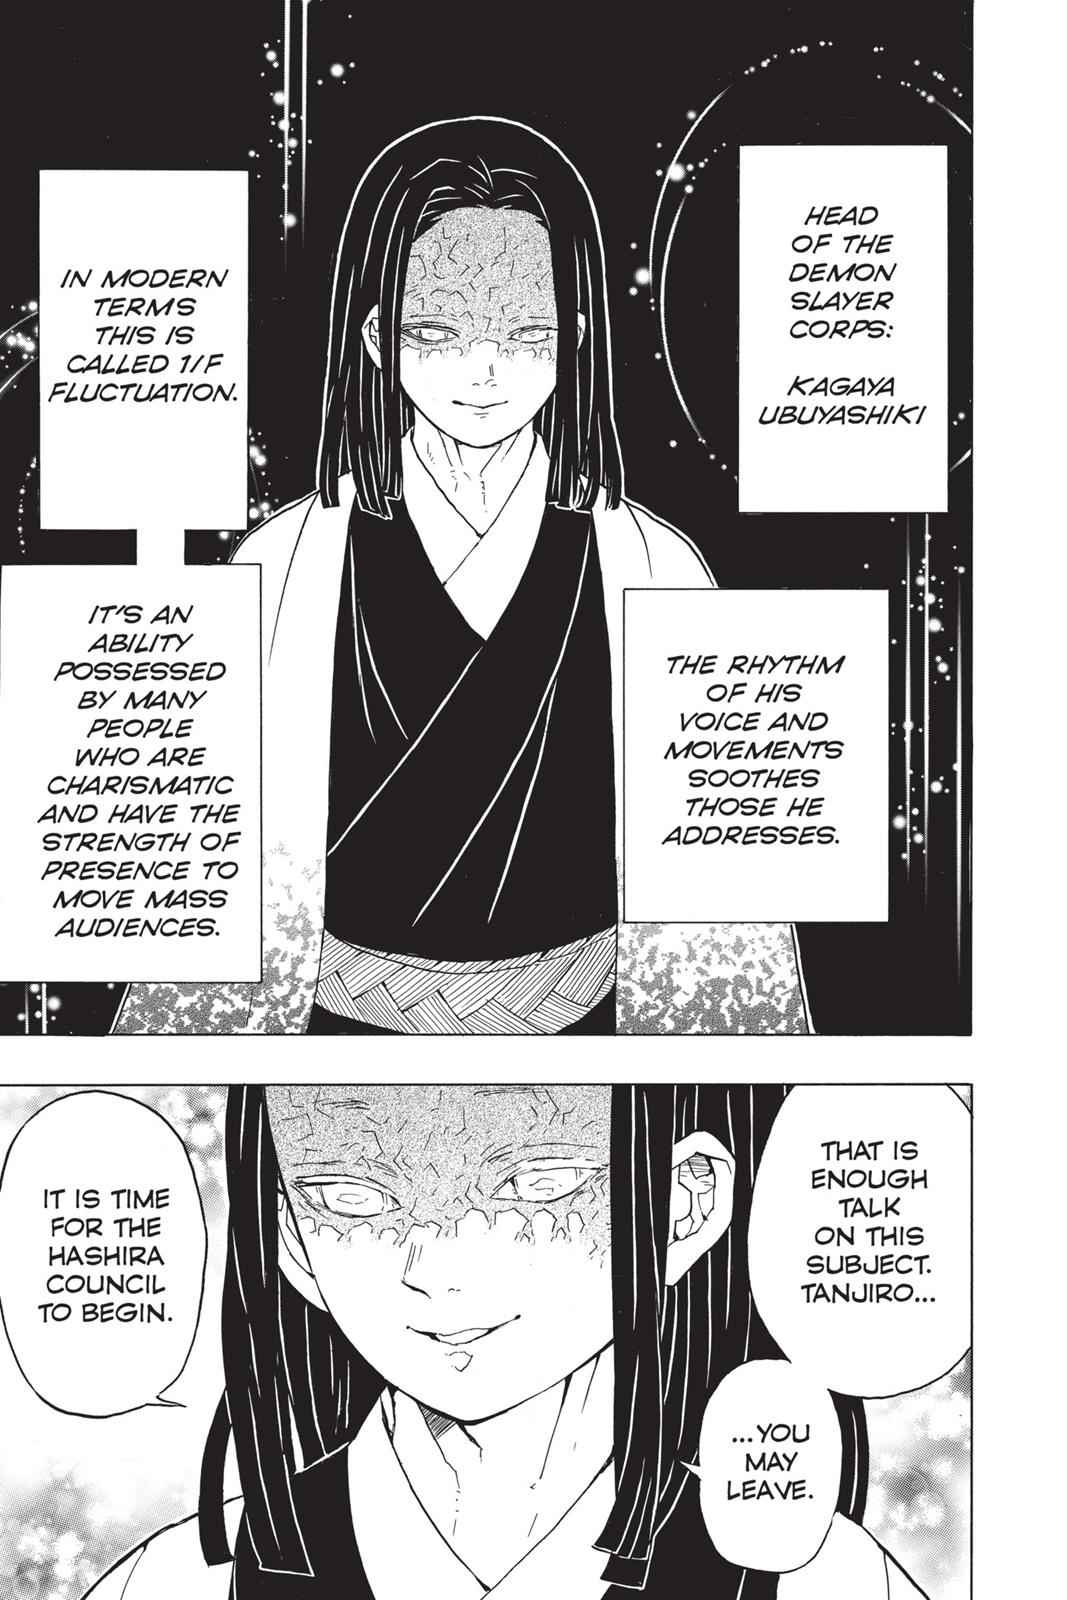 HEAD
OF THE
DEMON
SLAYER
CORPS:
KAGAYA
UBUYASHIKI
THE RHYTHM
OF HIS
VOICE AND
MOVEMENTS
SOOTHES
THOSE HE
ADDRESSES.
IN MODERN
TERMS
THIS IS
CALLED 1/F
FLUCTUATION.
IT'S AN
ABILITY
POSSESSED
BY MANY
PEOPLE
WHO ARE
CHARISMATIC
AND HAVE THE
STRENGTH OF
PRESENCE TO
MOVE MASS
AUDIENCES.
THAT IS
ENOUGH
TALK
ON THIS
SUBJECT.
TANJIRO...
...YOU
MAY
LEAVE.
IT IS TIME
FOR THE
HASHIRA
COUNCIL
TO BEGIN.